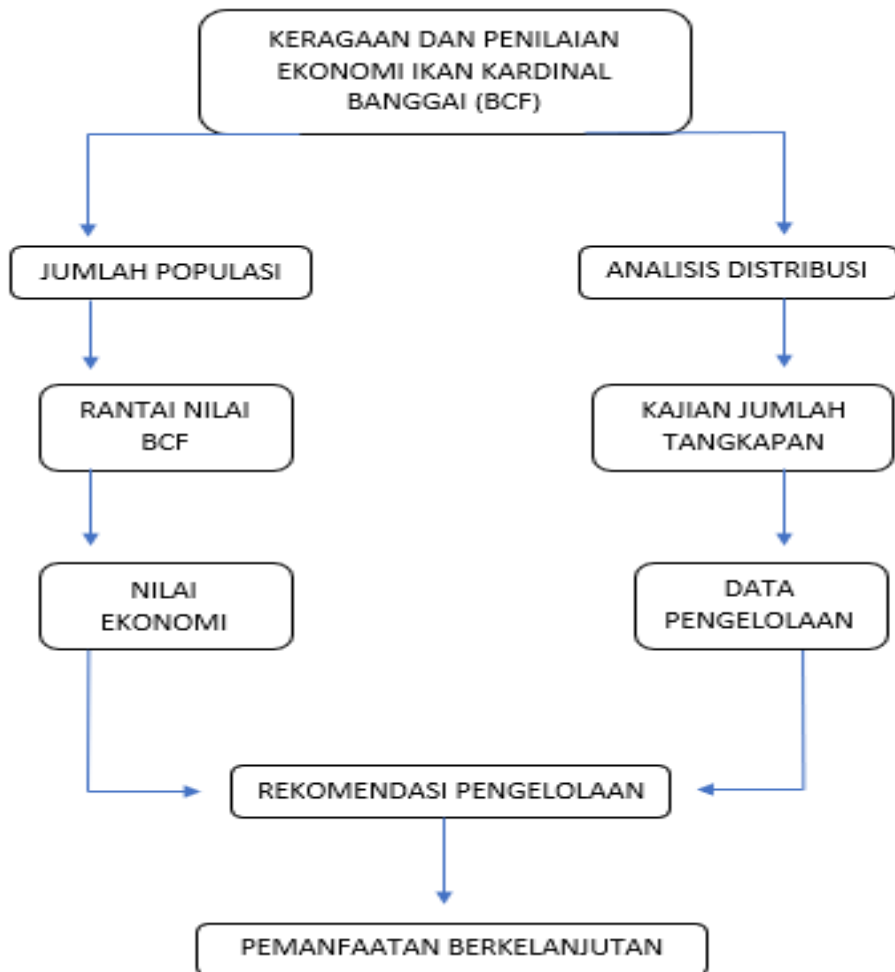 KERAGAAN DAN PENILAIAN
EKONOMI IKAN KARDINAL
BANGGAI (BCF)
JUMLAH POPULASI
ANALISIS DISTRIBUSI
RANTAI NILAI
BCF
KAJIAN JUMLAH
TANGKAPAN
NILAI
EKONOMI
DATA
PENGELOLAAN
REKOMENDASI PENGELOLAAN
PEMANFAATAN BERKELANJUTAN